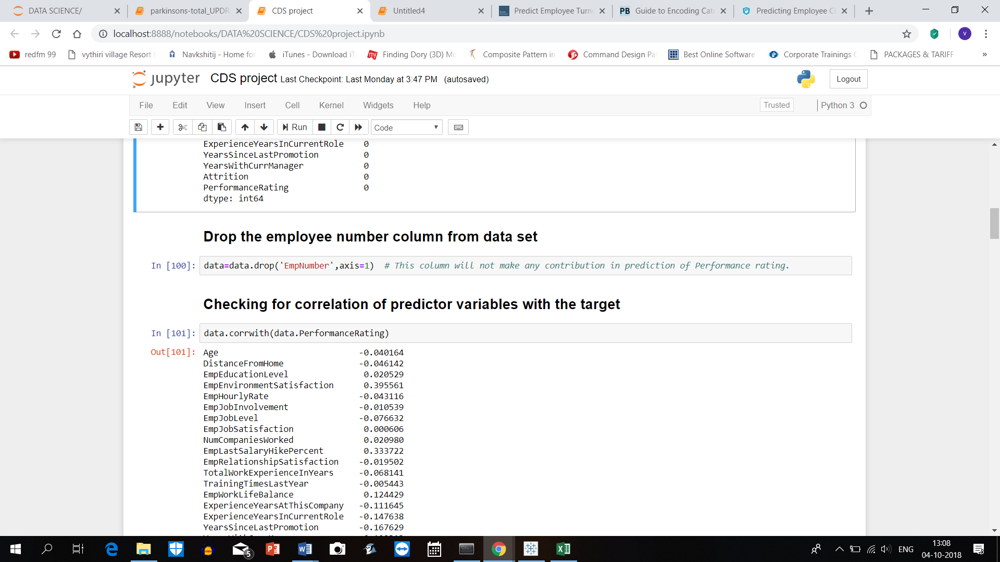 DATA SCIENCE/
parkinsons-total_UPDR
CDS project
Untitled4
Predict Employee Turn
PB Guide to Encoding Cate
Predicting Employee C
localhost:8888/notebooks/DATA%20SCIENCE/CDS%20project.ipynb
V
redfm 99
vythiri village Resort
Navkshitij - Home fo
iTunes - Download iT
my Finding Dory (3D) Mo
Composite Pattern in
Command Design Pa
Best Online Software
Corporate Trainings
PACKAGES & TARIFF
»
jupyter CDS project Last Checkpoint: Last Monday at 3:47 PM (autosaved)
Logout
File Edit View Insert Cell Kernel Widgets Help
Trusted
Python 3
Run
Code
ExperienceYearsInCurrentRole 0
YearsSinceLastPromotion 0
YearsWithCurrManager 0
Attrition 0
PerformanceRating 0
dtype: int64
Drop the employee number column from data set
In [100]: data=data.drop('EmpNumber',axis=1) # This column will not make any contribution in prediction of Performance rating.
Checking for correlation of predictor variables with the target
In [101]: data.corrwith(data.PerformanceRating)
Out[101]: Age -0.040164
DistanceFromHome -0.046142
EmpEducationLevel 0.020529
EmpEnvironmentSatisfaction 0.395561
EmpHourlyRate -0.043116
EmpJobInvolvement -0.010539
EmpJobLevel -0.076632
EmpJobSatisfaction 0.000606
NumCompaniesWorked 0.020980
EmpLastSalaryHikePercent 0.333722
EmpRelationshipSatisfaction -0.019502
TotalWorkExperienceInYears -0.068141
TrainingTimesLastYear -0.005443
EmpWorkLifeBalance 0.124429
ExperienceYearsAtThisCompany -0.111645
ExperienceYearsInCurrentRole -0.147638
YearsSinceLastPromotion -0.167629
5
ENG
13:08
04-10-2018